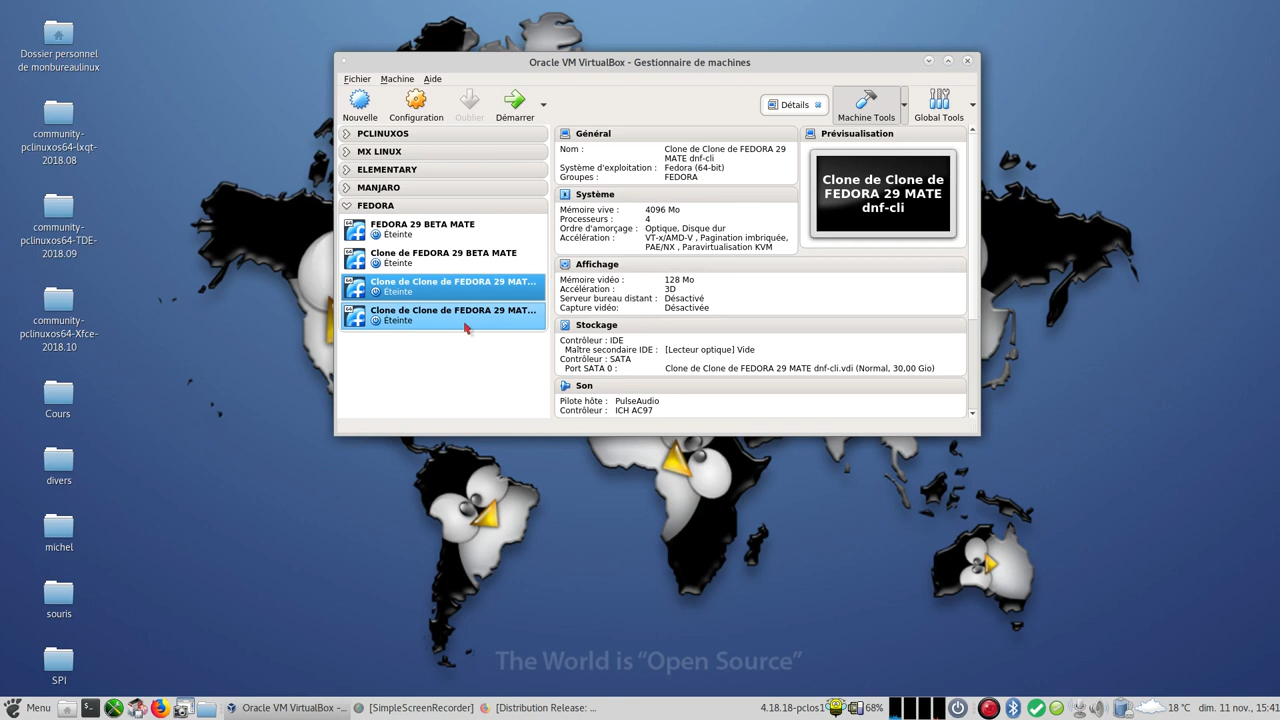 Dossier personnel
de monbureaulinux
community-
pclinuxos64-lxqt-
2018.08
community-
pclinuxos64-TDE-
2018.09
community-
pclinuxos64-Xfce-
2018.10
Cours
divers
michel
souris
SPI
Oracle VM VirtualBox - Gestionnaire de machines
Fichier Machine Aide
Nouvelle Configuration Oublier Démarrer
Détails
Machine Tools
Global Tools
PCLINUXOS
MX LINUX
ELEMENTARY
MANJARO
FEDORA
FEDORA 29 BETA MATE
Éteinte
Clone de FEDORA 29 BETA MATE
Éteinte
Clone de Clone de FEDORA 29 MAT...
Éteinte
Clone de Clone de FEDORA 29 MAT...
Éteinte
Général
Nom : Clone de Clone de FEDORA 29
MATE dnf-cli
Système d'exploitation : Fedora (64-bit)
Groupes : FEDORA
Système
Mémoire vive : 4096 Mo
Processeurs : 4
Ordre d'amorçage : Optique, Disque dur
Accélération : VT-x/AMD-V , Pagination imbriquée,
PAE/NX , Paravirtualisation KVM
Prévisualisation
Clone de Clone de
FEDORA 29 MATE
dnf-cli
Affichage
Mémoire vidéo : 128 Mo
Accélération : 3D
Serveur bureau distant : Désactivé
Capture vidéo: Désactivée
Stockage
Contrôleur : IDE
Maître secondaire IDE : [Lecteur optique] Vide
Contrôleur : SATA
Port SATA 0 : Clone de Clone de FEDORA 29 MATE dnf-cli.vdi (Normal, 30,00 Gio)
Son
Pilote hôte : PulseAudio
Contrôleur : ICH AC97
The World is “Open Source”
Menu Oracle VM VirtualBox -... [SimpleScreenRecorder] [Distribution Release: ... 4.18.18-pclos1 68% 18 °C dim. 11 nov., 15:41